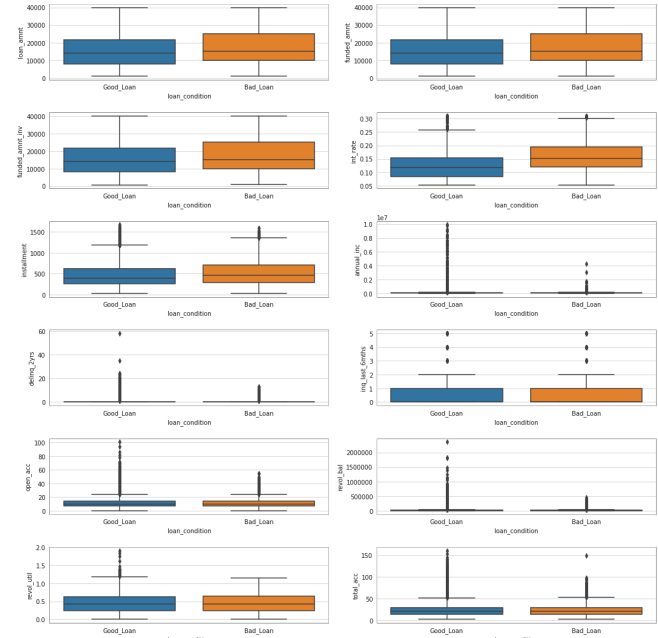 40000
30000
20000
10000
0
loan_amnt
Good_Loan Bad_Loan
loan_condition
40000
30000
20000
10000
0
funded_amnt
Good_Loan Bad_Loan
loan_condition
40000
30000
20000
10000
0
funded_amnt_inv
Good_Loan Bad_Loan
loan_condition
0.30
0.25
0.20
0.15
0.10
0.05
int_rate
Good_Loan Bad_Loan
loan_condition
1500
1000
500
0
installment
Good_Loan Bad_Loan
loan_condition
1e7
1.0
0.8
0.6
0.4
0.2
0.0
annual_inc
Good_Loan Bad_Loan
loan_condition
60
40
20
0
delinq_2yrs
Good_Loan Bad_Loan
loan_condition
5
4
3
2
1
0
inq_last_6mths
Good_Loan Bad_Loan
loan_condition
100
80
60
40
20
0
open_acc
Good_Loan Bad_Loan
loan_condition
2000000
1500000
1000000
500000
0
revol_bal
Good_Loan Bad_Loan
loan_condition
2.0
1.5
1.0
0.5
0.0
revol_util
Good_Loan Bad_Loan
150
100
50
0
total_acc
Good_Loan Bad_Loan